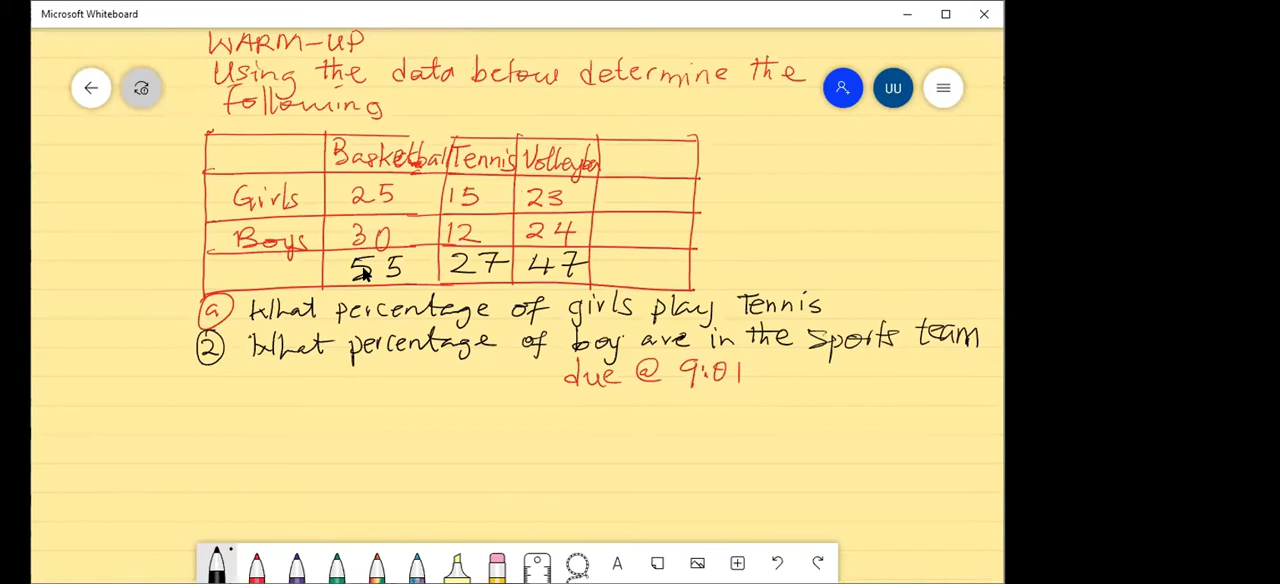 Microsoft Whiteboard
WARM-UP
Using the data below determine the
following
UU
Basketball Tennis Volleyball
Girls 25 15 23
Boys 30 12 24
55 27 47
a What percentage of girls play Tennis
2 What percentage of boy are in the sports team
due @ 9:01
A